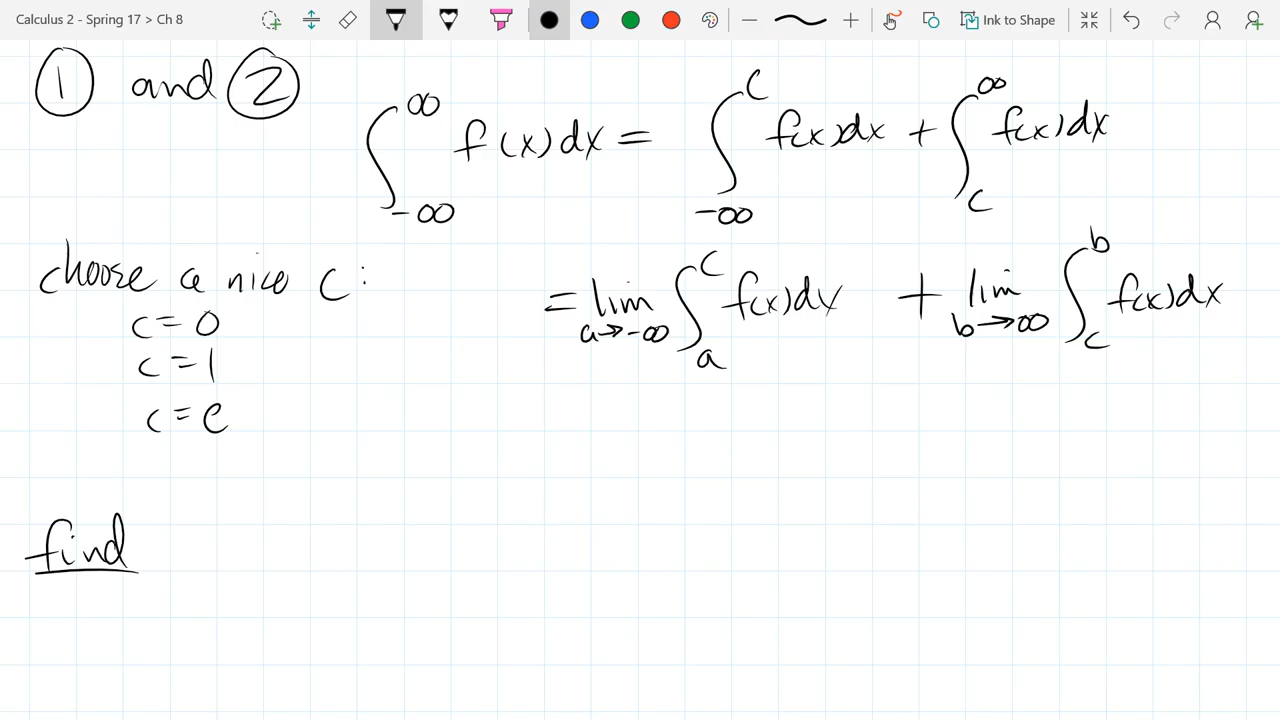 Calculus 2 - Spring 17 > Ch 8
Ink to Shape
① and ②
∫_{-∞}^{∞} f(x)dx = ∫_{-∞}^{c} f(x)dx + ∫_{c}^{∞} f(x)dx
choose a nice c:
= lim_{a→-∞} ∫_{a}^{c} f(x)dx + lim_{b→∞} ∫_{c}^{b} f(x)dx
c = 0
c = 1
c = e
find